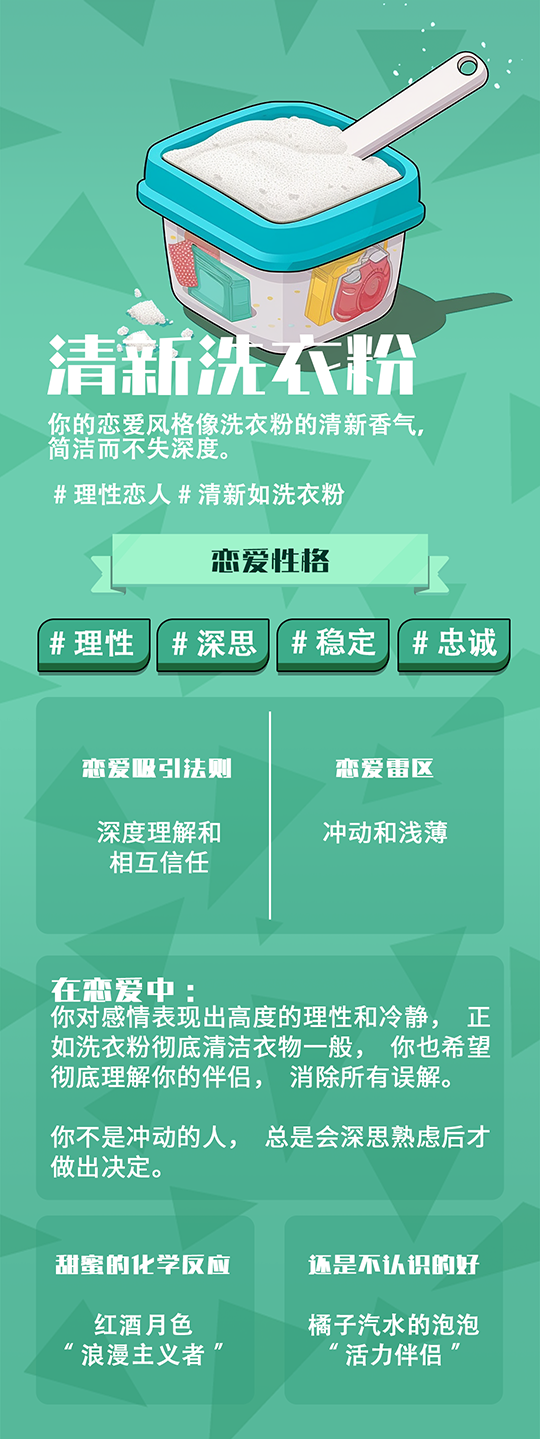 清新洗衣粉
你的恋爱风格像洗衣粉的清新香气,
简洁而不失深度。
#理性恋人#清新如洗衣粉
恋爱性格
#理性
#深思
#稳定
#忠诚
恋爱吸引法则
深度理解和
相互信任
恋爱雷区
冲动和浅薄
在恋爱中：
你对感情表现出高度的理性和冷静， 正
如洗衣粉彻底清洁衣物一般， 你也希望
彻底理解你的伴侣， 消除所有误解。
你不是冲动的人， 总是会深思熟虑后才
做出决定。
甜蜜的化学反应
红酒月色
“浪漫主义者”
还是不认识的好
橘子汽水的泡泡
“活力伴侣”